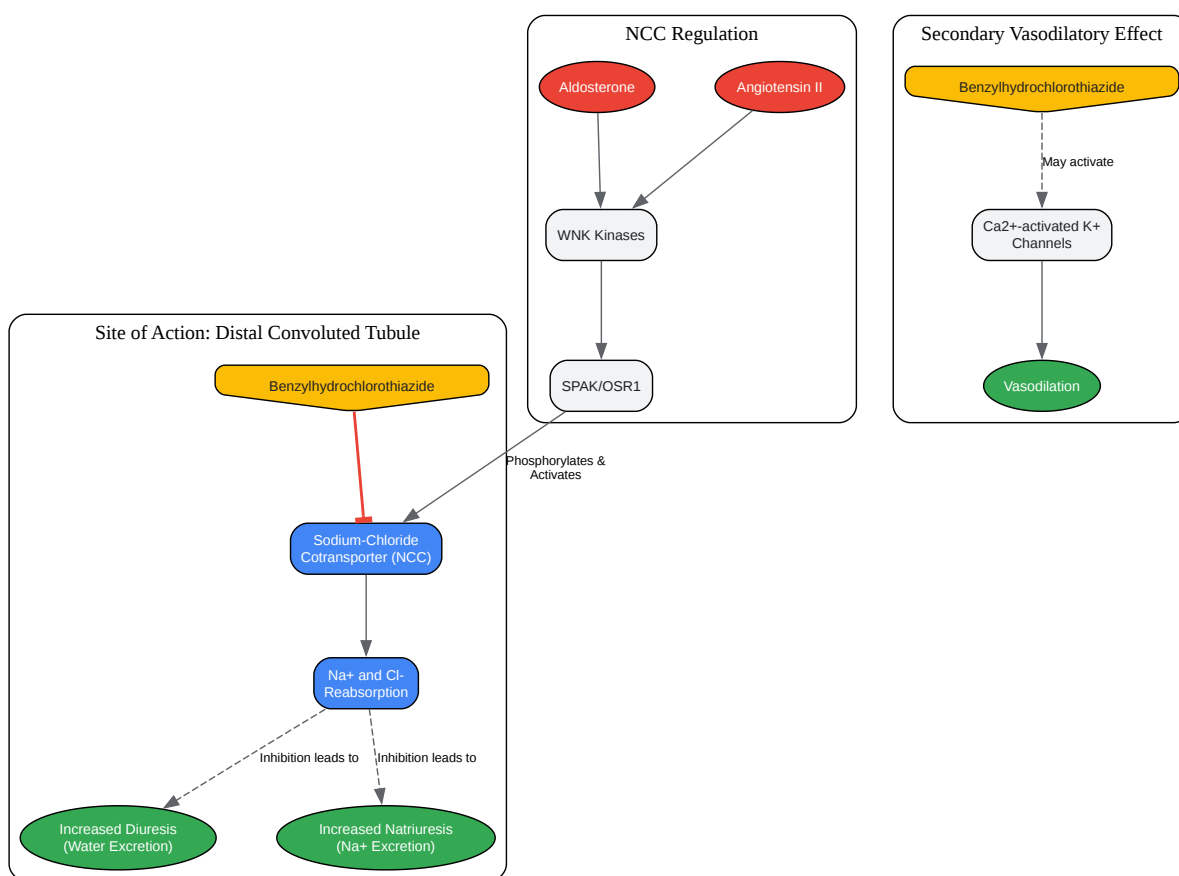 NCC Regulation
Aldosterone
Angiotensin II
WNK Kinases
SPAK/OSR1
Phosphorylates &
Activates
Secondary Vasodilatory Effect
Benzylhydrochlorothiazide
May activate
Ca2+-activated K+
Channels
Vasodilation
Site of Action: Distal Convoluted Tubule
Benzylhydrochlorothiazide
Sodium-Chloride
Cotransporter (NCC)
Na+ and Cl-
Reabsorption
Inhibition leads to
Inhibition leads to
Increased Diuresis
(Water Excretion)
Increased Natriuresis
(Na+ Excretion)